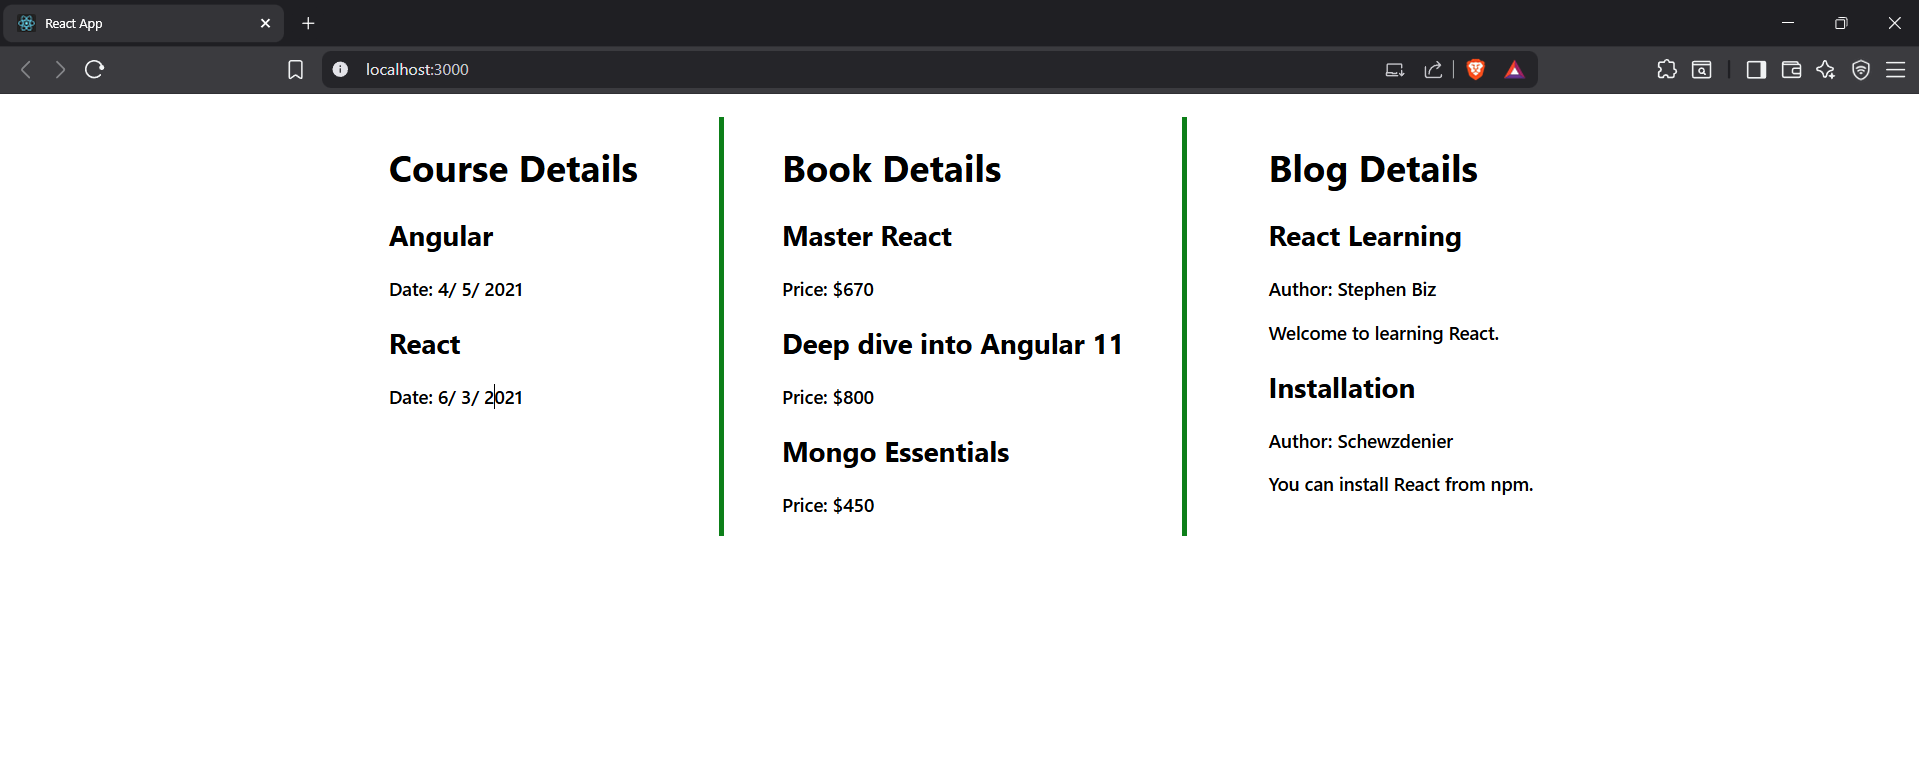 React App
localhost:3000
Course Details
Angular
Date: 4/ 5/ 2021
React
Date: 6/ 3/ 2021
Book Details
Master React
Price: $670
Deep dive into Angular 11
Price: $800
Mongo Essentials
Price: $450
Blog Details
React Learning
Author: Stephen Biz
Welcome to learning React.
Installation
Author: Schewzdenier
You can install React from npm.